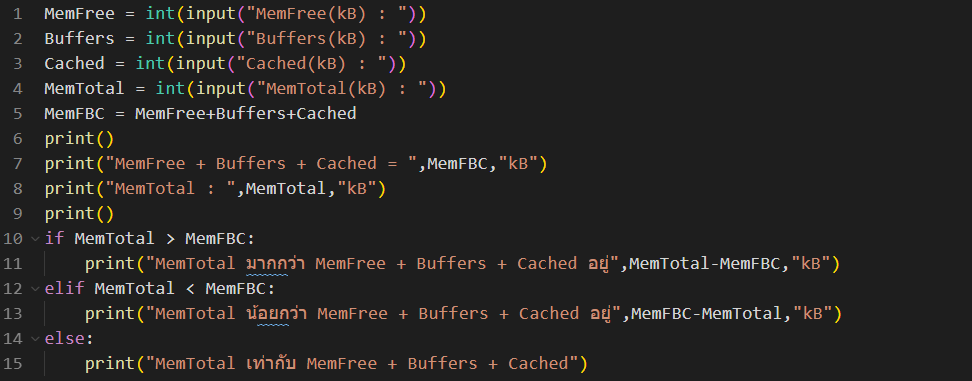 1 MemFree = int(input("MemFree(kB) : "))
2 Buffers = int(input("Buffers(kB) : "))
3 Cached = int(input("Cached(kB) : "))
4 MemTotal = int(input("MemTotal(kB) : "))
5 MemFBC = MemFree+Buffers+Cached
6 print()
7 print("MemFree + Buffers + Cached = ",MemFBC,"kB")
8 print("MemTotal : ",MemTotal,"kB")
9 print()
10 if MemTotal > MemFBC:
11     print("MemTotal มากกว่า MemFree + Buffers + Cached อยู่",MemTotal-MemFBC,"kB")
12 elif MemTotal < MemFBC:
13     print("MemTotal น้อยกว่า MemFree + Buffers + Cached อยู่",MemFBC-MemTotal,"kB")
14 else:
15     print("MemTotal เท่ากับ MemFree + Buffers + Cached")